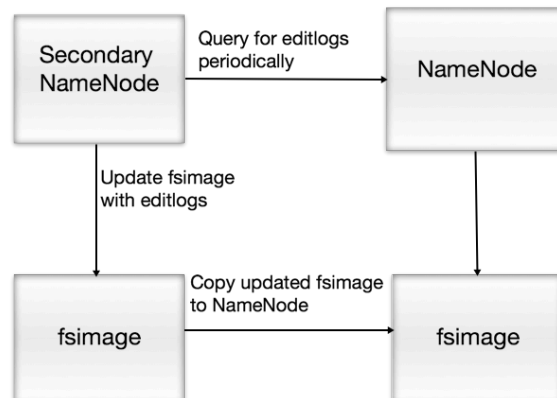 Secondary
NameNode
Query for editlogs
periodically
NameNode
Update fsimage
with editlogs
fsimage
Copy updated fsimage
to NameNode
fsimage